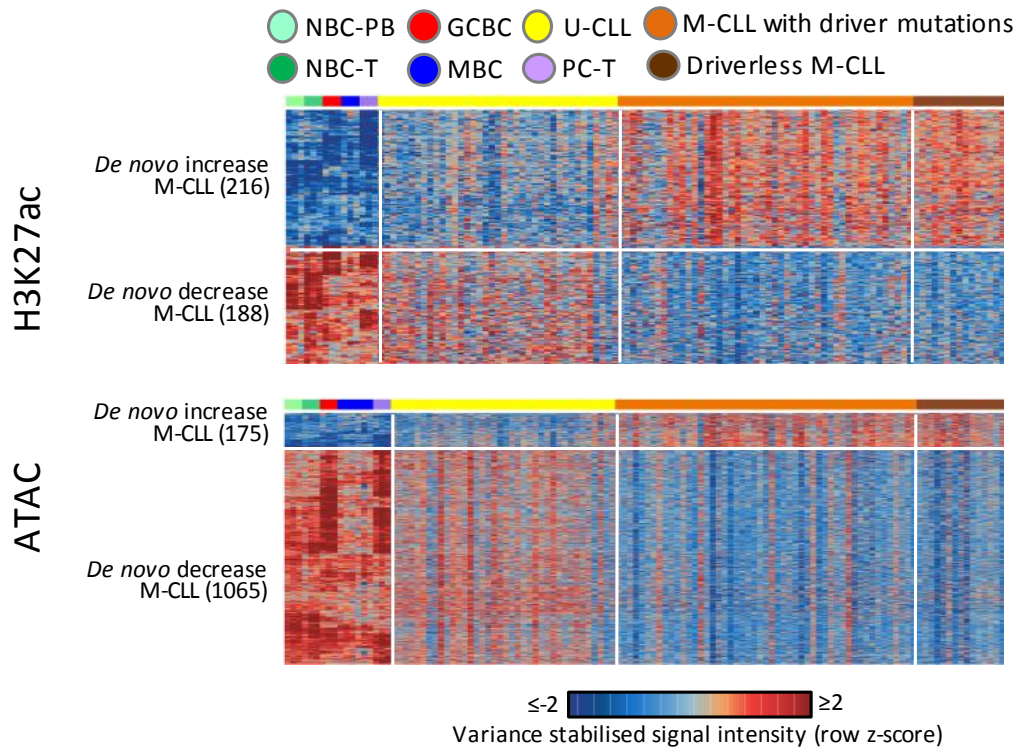 NBC-PB GCBC U-CLL M-CLL with driver mutations
NBC-T MBC PC-T Driverless M-CLL
H3K27ac
De novo increase
M-CLL (216)
De novo decrease
M-CLL (188)
ATAC
De novo increase
M-CLL (175)
De novo decrease
M-CLL (1065)
≤-2 ≥2
Variance stabilised signal intensity (row z-score)